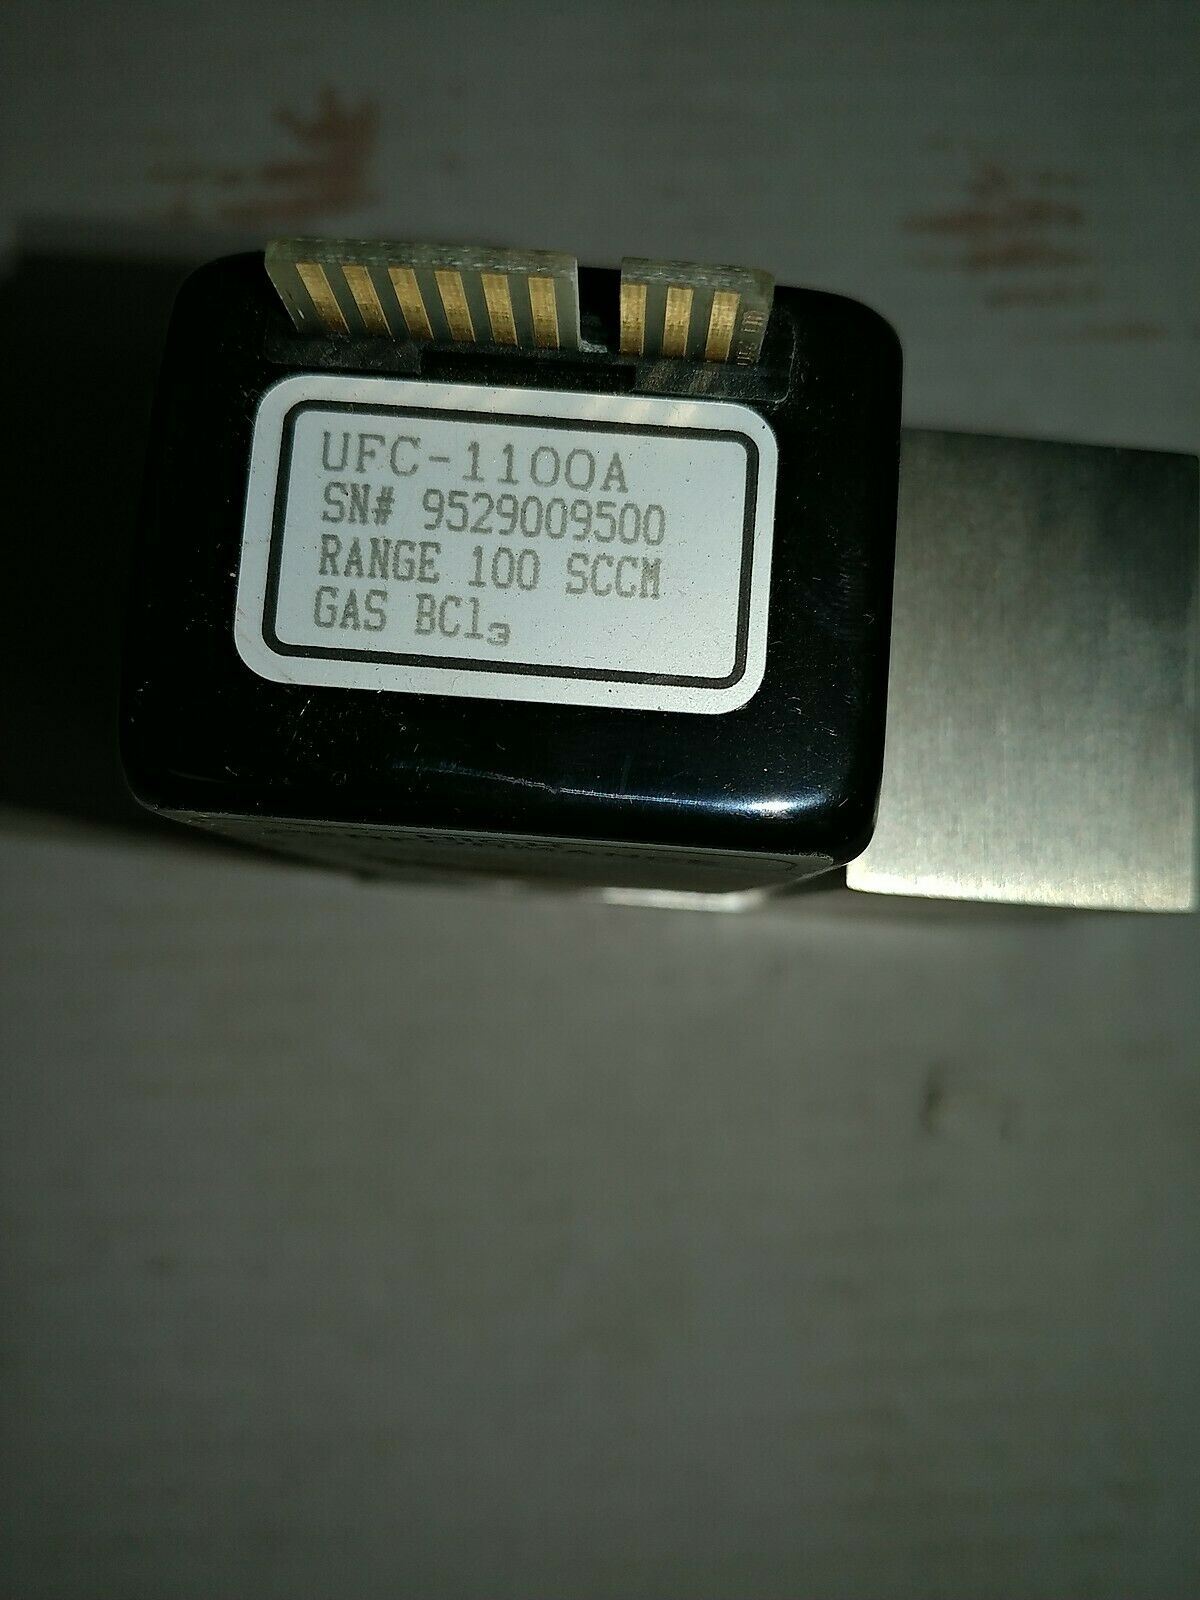 UFC-1100A
SN# 9529009500
RANGE 100 SCCM
GAS BCl₃